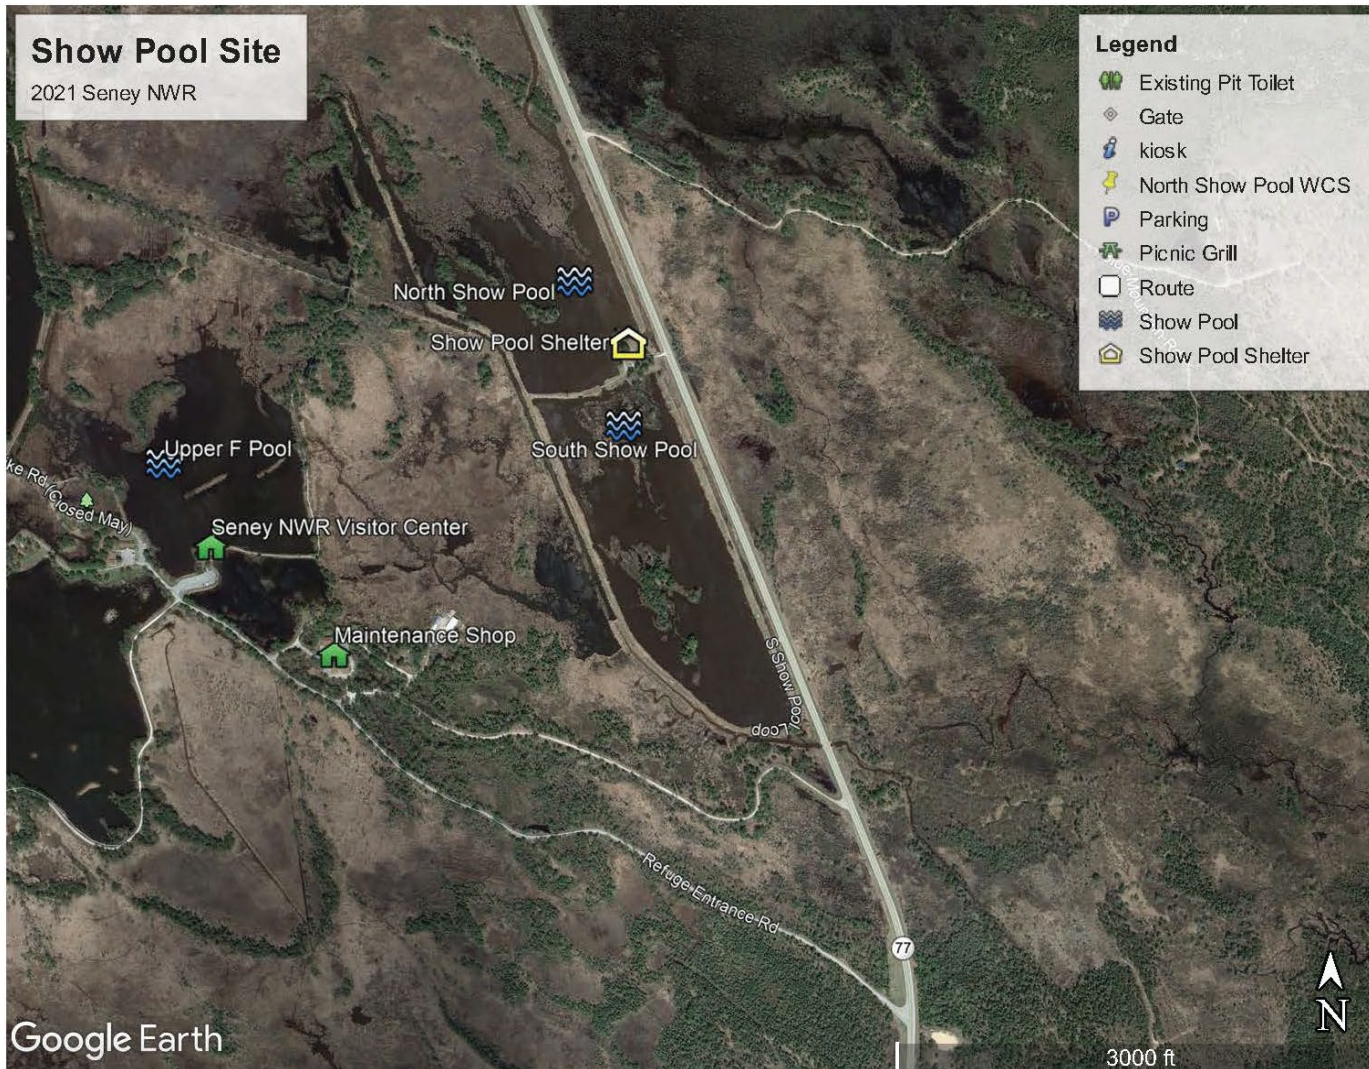 Show Pool Site
2021 Seney NWR
Legend
Existing Pit Toilet
Gate
kiosk
North Show Pool WCS
Parking
Picnic Grill
Route
Show Pool
Show Pool Shelter
North Show Pool
Show Pool Shelter
South Show Pool
Upper F Pool
ke Rd (Closed May)
Seney NWR Visitor Center
Maintenance Shop
S Show Pool
Loop
Refuge Entrance Rd
77
N
Google Earth
3000 ft